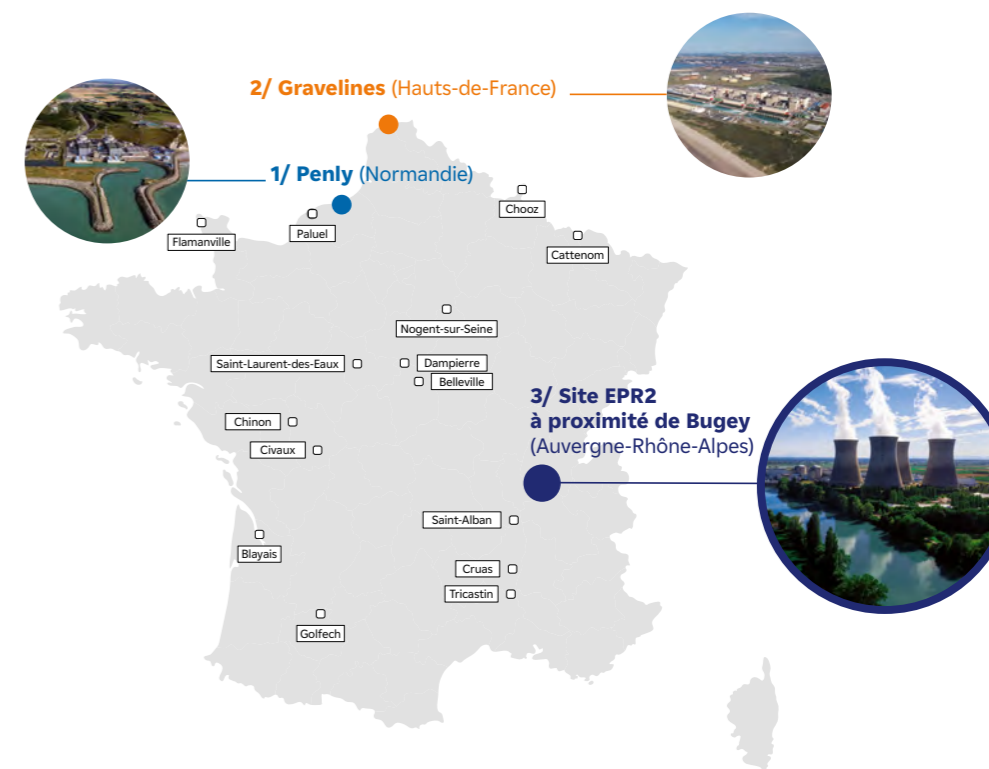 2/ Gravelines (Hauts-de-France)
1/ Penly (Normandie)
Chooz
Paluel
Flamanville
Cattenom
Nogent-sur-Seine
Saint-Laurent-des-Eaux
Dampierre
Belleville
3/ Site EPR2
à proximité de Bugey
(Auvergne-Rhône-Alpes)
Chinon
Civaux
Saint-Alban
Blayais
Cruas
Tricastin
Golfech